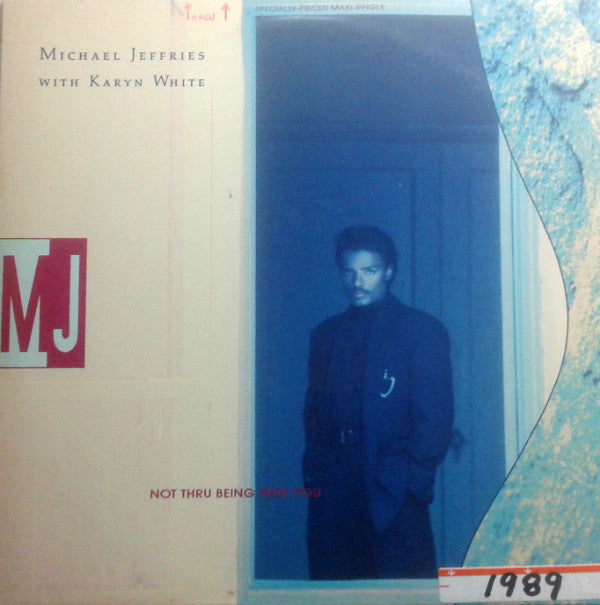 SPECIALLY-PRICED MAXI-SINGLE
MICHAEL JEFFRIES
WITH KARYN WHITE
MJ
NOT THRU BEING WITH YOU
1989